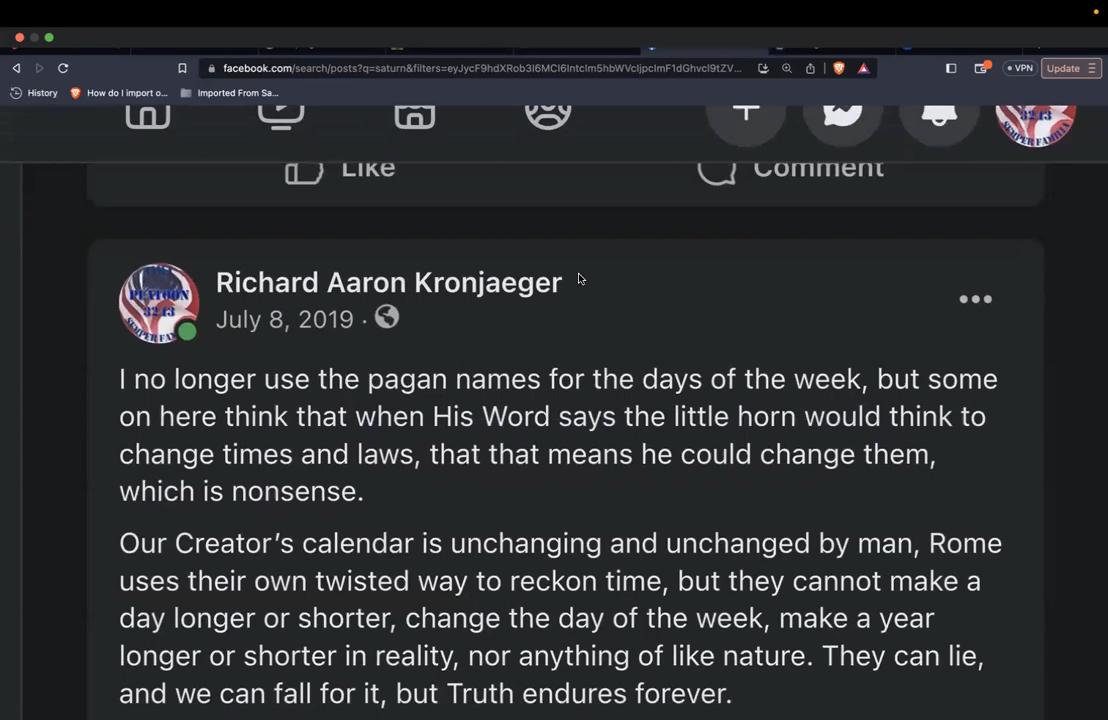 facebook.com/search/posts?q=saturn&filters=eyJycF9hdXRob3I6MCI6Intclm5hbWVcIjpcImF1dGhvcl9tZV...
VPN
Update
History
How do I import o...
Imported From Sa...
3243
SEMPER FAMILIA
Like
Comment
Richard Aaron Kronjaeger
July 8, 2019 ·
PLATOON
3243
I no longer use the pagan names for the days of the week, but some
on here think that when His Word says the little horn would think to
change times and laws, that that means he could change them,
which is nonsense.
Our Creator's calendar is unchanging and unchanged by man, Rome
uses their own twisted way to reckon time, but they cannot make a
day longer or shorter, change the day of the week, make a year
longer or shorter in reality, nor anything of like nature. They can lie,
and we can fall for it, but Truth endures forever.